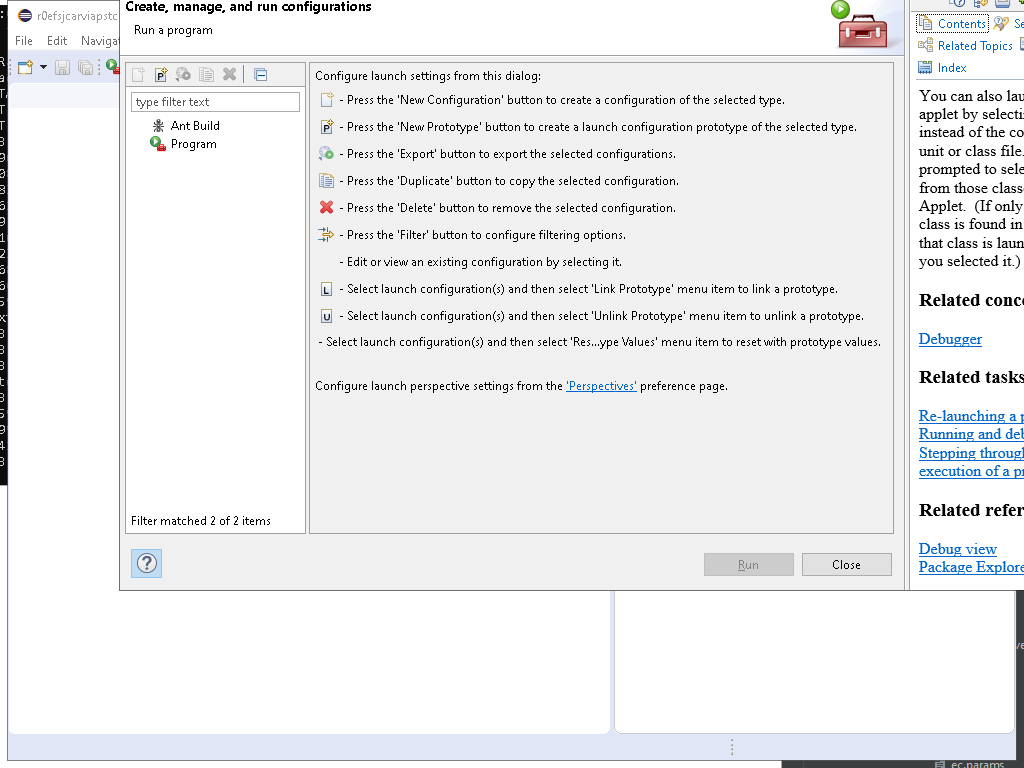 Create, manage, and run configurations
Run a program
r0efsjcarviapstc
File Edit Naviga
type filter text
Ant Build
Program
Filter matched 2 of 2 items
Configure launch settings from this dialog:
- Press the 'New Configuration' button to create a configuration of the selected type.
- Press the 'New Prototype' button to create a launch configuration prototype of the selected type.
- Press the 'Export' button to export the selected configurations.
- Press the 'Duplicate' button to copy the selected configuration.
- Press the 'Delete' button to remove the selected configuration.
- Press the 'Filter' button to configure filtering options.
- Edit or view an existing configuration by selecting it.
L - Select launch configuration(s) and then select 'Link Prototype' menu item to link a prototype.
U - Select launch configuration(s) and then select 'Unlink Prototype' menu item to unlink a prototype.
- Select launch configuration(s) and then select 'Res...ype Values' menu item to reset with prototype values.
Configure launch perspective settings from the 'Perspectives' preference page.
Run
Close
Contents Se
Related Topics
Index
You can also lau
applet by selecti
instead of the co
unit or class file.
prompted to sele
from those classe
Applet. (If only
class is found in
that class is laun
you selected it.)
Related conce
Debugger
Related tasks
Re-launching a p
Running and deb
Stepping through
execution of a pr
Related refer
Debug view
Package Explore
ec.params